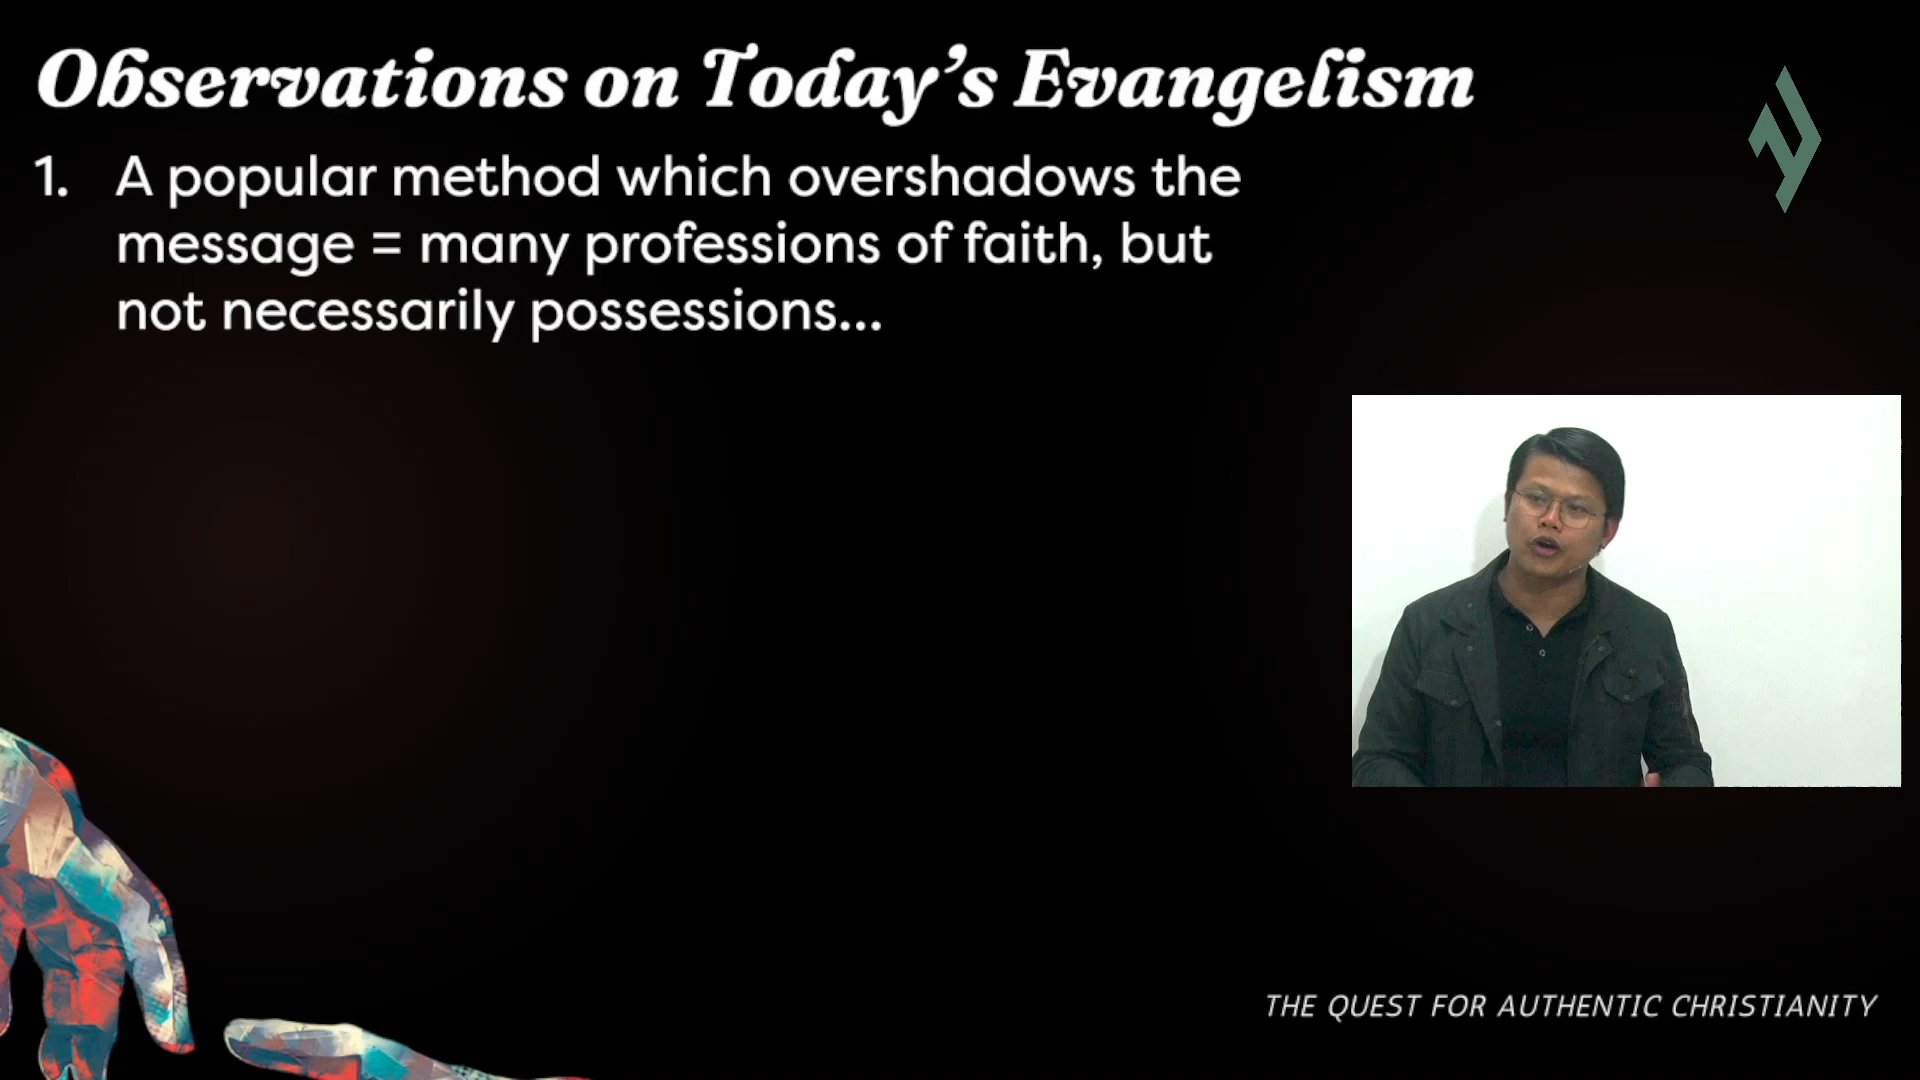 Observations on Today’s Evangelism
1. A popular method which overshadows the
message = many professions of faith, but
not necessarily possessions...
THE QUEST FOR AUTHENTIC CHRISTIANITY